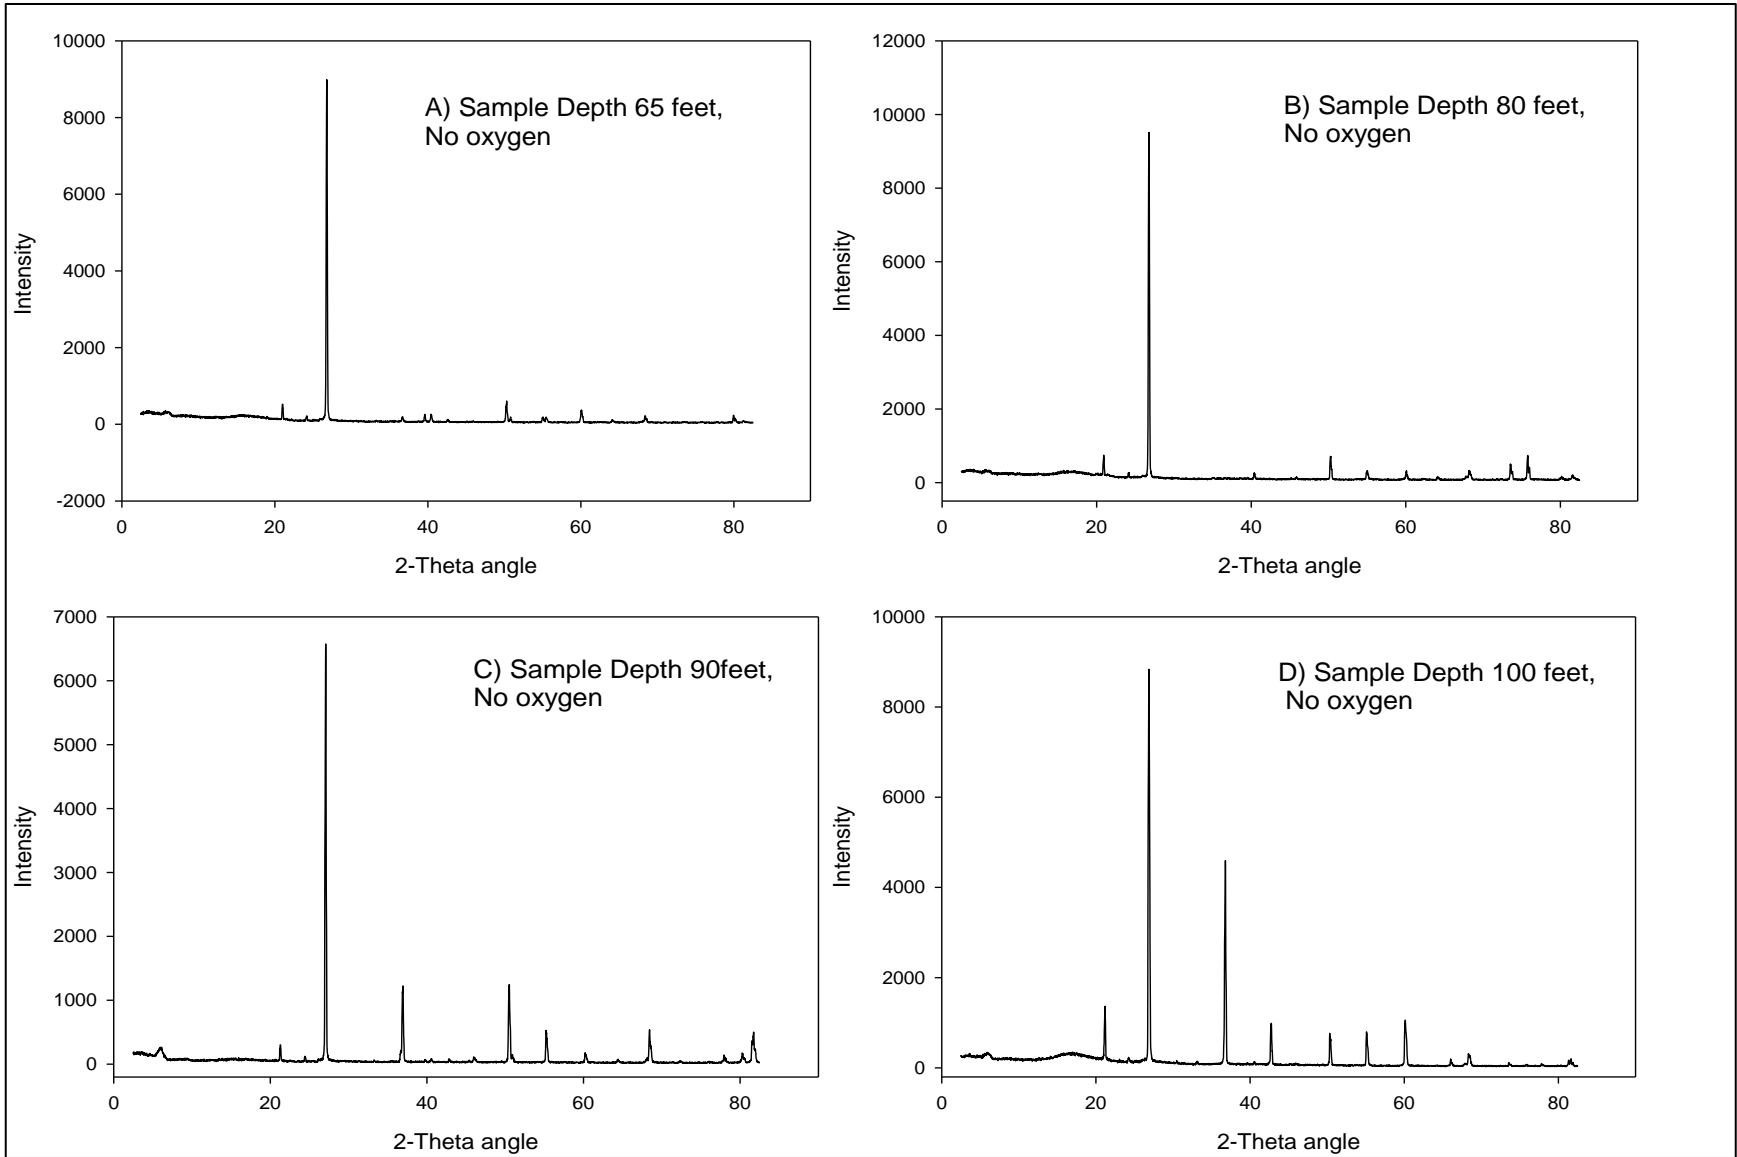 10000
8000
6000
4000
2000
0
-2000
Intensity
A) Sample Depth 65 feet,
No oxygen
0 20 40 60 80
2-Theta angle
12000
10000
8000
6000
4000
2000
0
Intensity
B) Sample Depth 80 feet,
No oxygen
0 20 40 60 80
2-Theta angle
7000
6000
5000
4000
3000
2000
1000
0
Intensity
C) Sample Depth 90feet,
No oxygen
0 20 40 60 80
2-Theta angle
10000
8000
6000
4000
2000
0
Intensity
D) Sample Depth 100 feet,
No oxygen
0 20 40 60 80
2-Theta angle